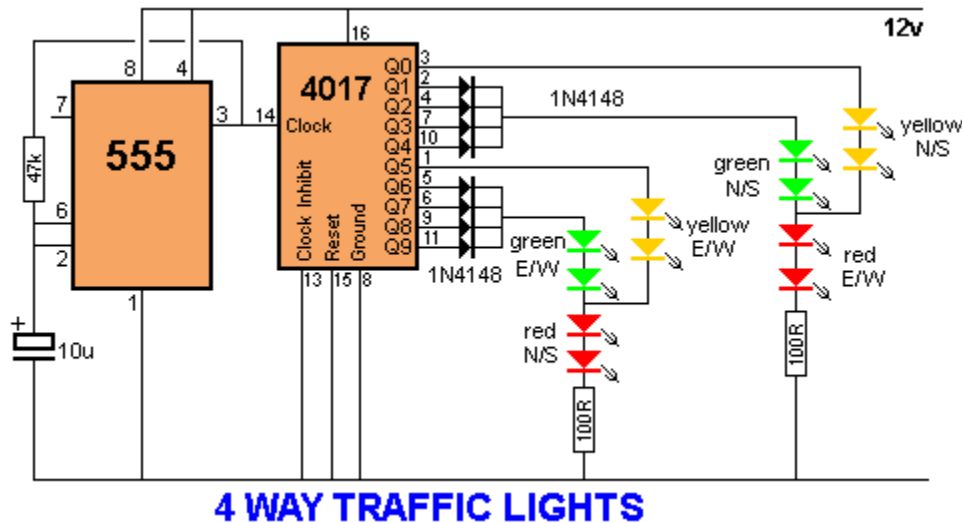 12v
16
8
4
7
555
3
14
4017
Clock
47k
6
2
1
+
10u
Clock Inhibit
Reset
Ground
13
15
8
Q0
Q1
Q2
Q3
Q4
Q5
Q6
Q7
Q8
Q9
3
2
4
7
10
1
5
6
9
11
1N4148
1N4148
yellow
N/S
green
N/S
red
E/W
100R
green
E/W
yellow
E/W
red
N/S
100R
4 WAY TRAFFIC LIGHTS